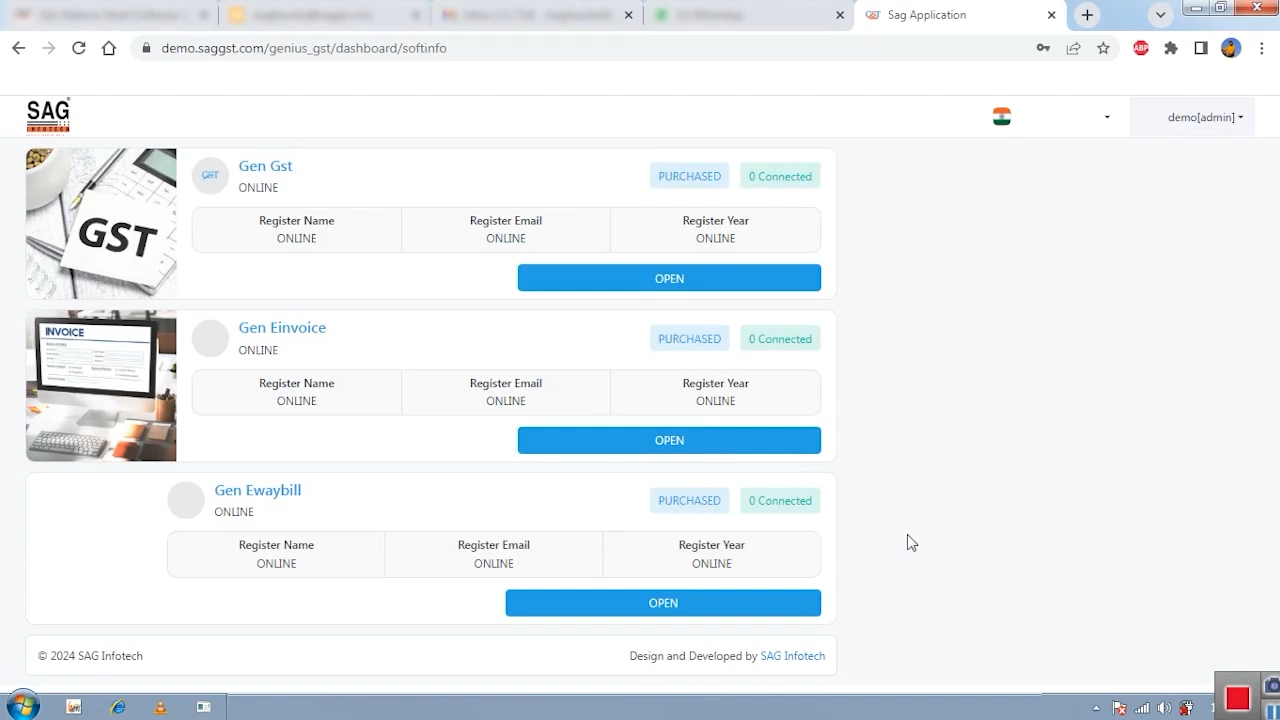 Sag Application
demo.saggst.com/genius_gst/dashboard/softinfo
ABP
SAG
INFOTECH
demo[admin]
GST
GST
Gen Gst
ONLINE
PURCHASED
0 Connected
Register Name
Register Email
Register Year
ONLINE
ONLINE
ONLINE
OPEN
INVOICE
Gen Einvoice
ONLINE
PURCHASED
0 Connected
Register Name
Register Email
Register Year
ONLINE
ONLINE
ONLINE
OPEN
Gen Ewaybill
ONLINE
PURCHASED
0 Connected
Register Name
Register Email
Register Year
ONLINE
ONLINE
ONLINE
OPEN
© 2024 SAG Infotech
Design and Developed by SAG Infotech